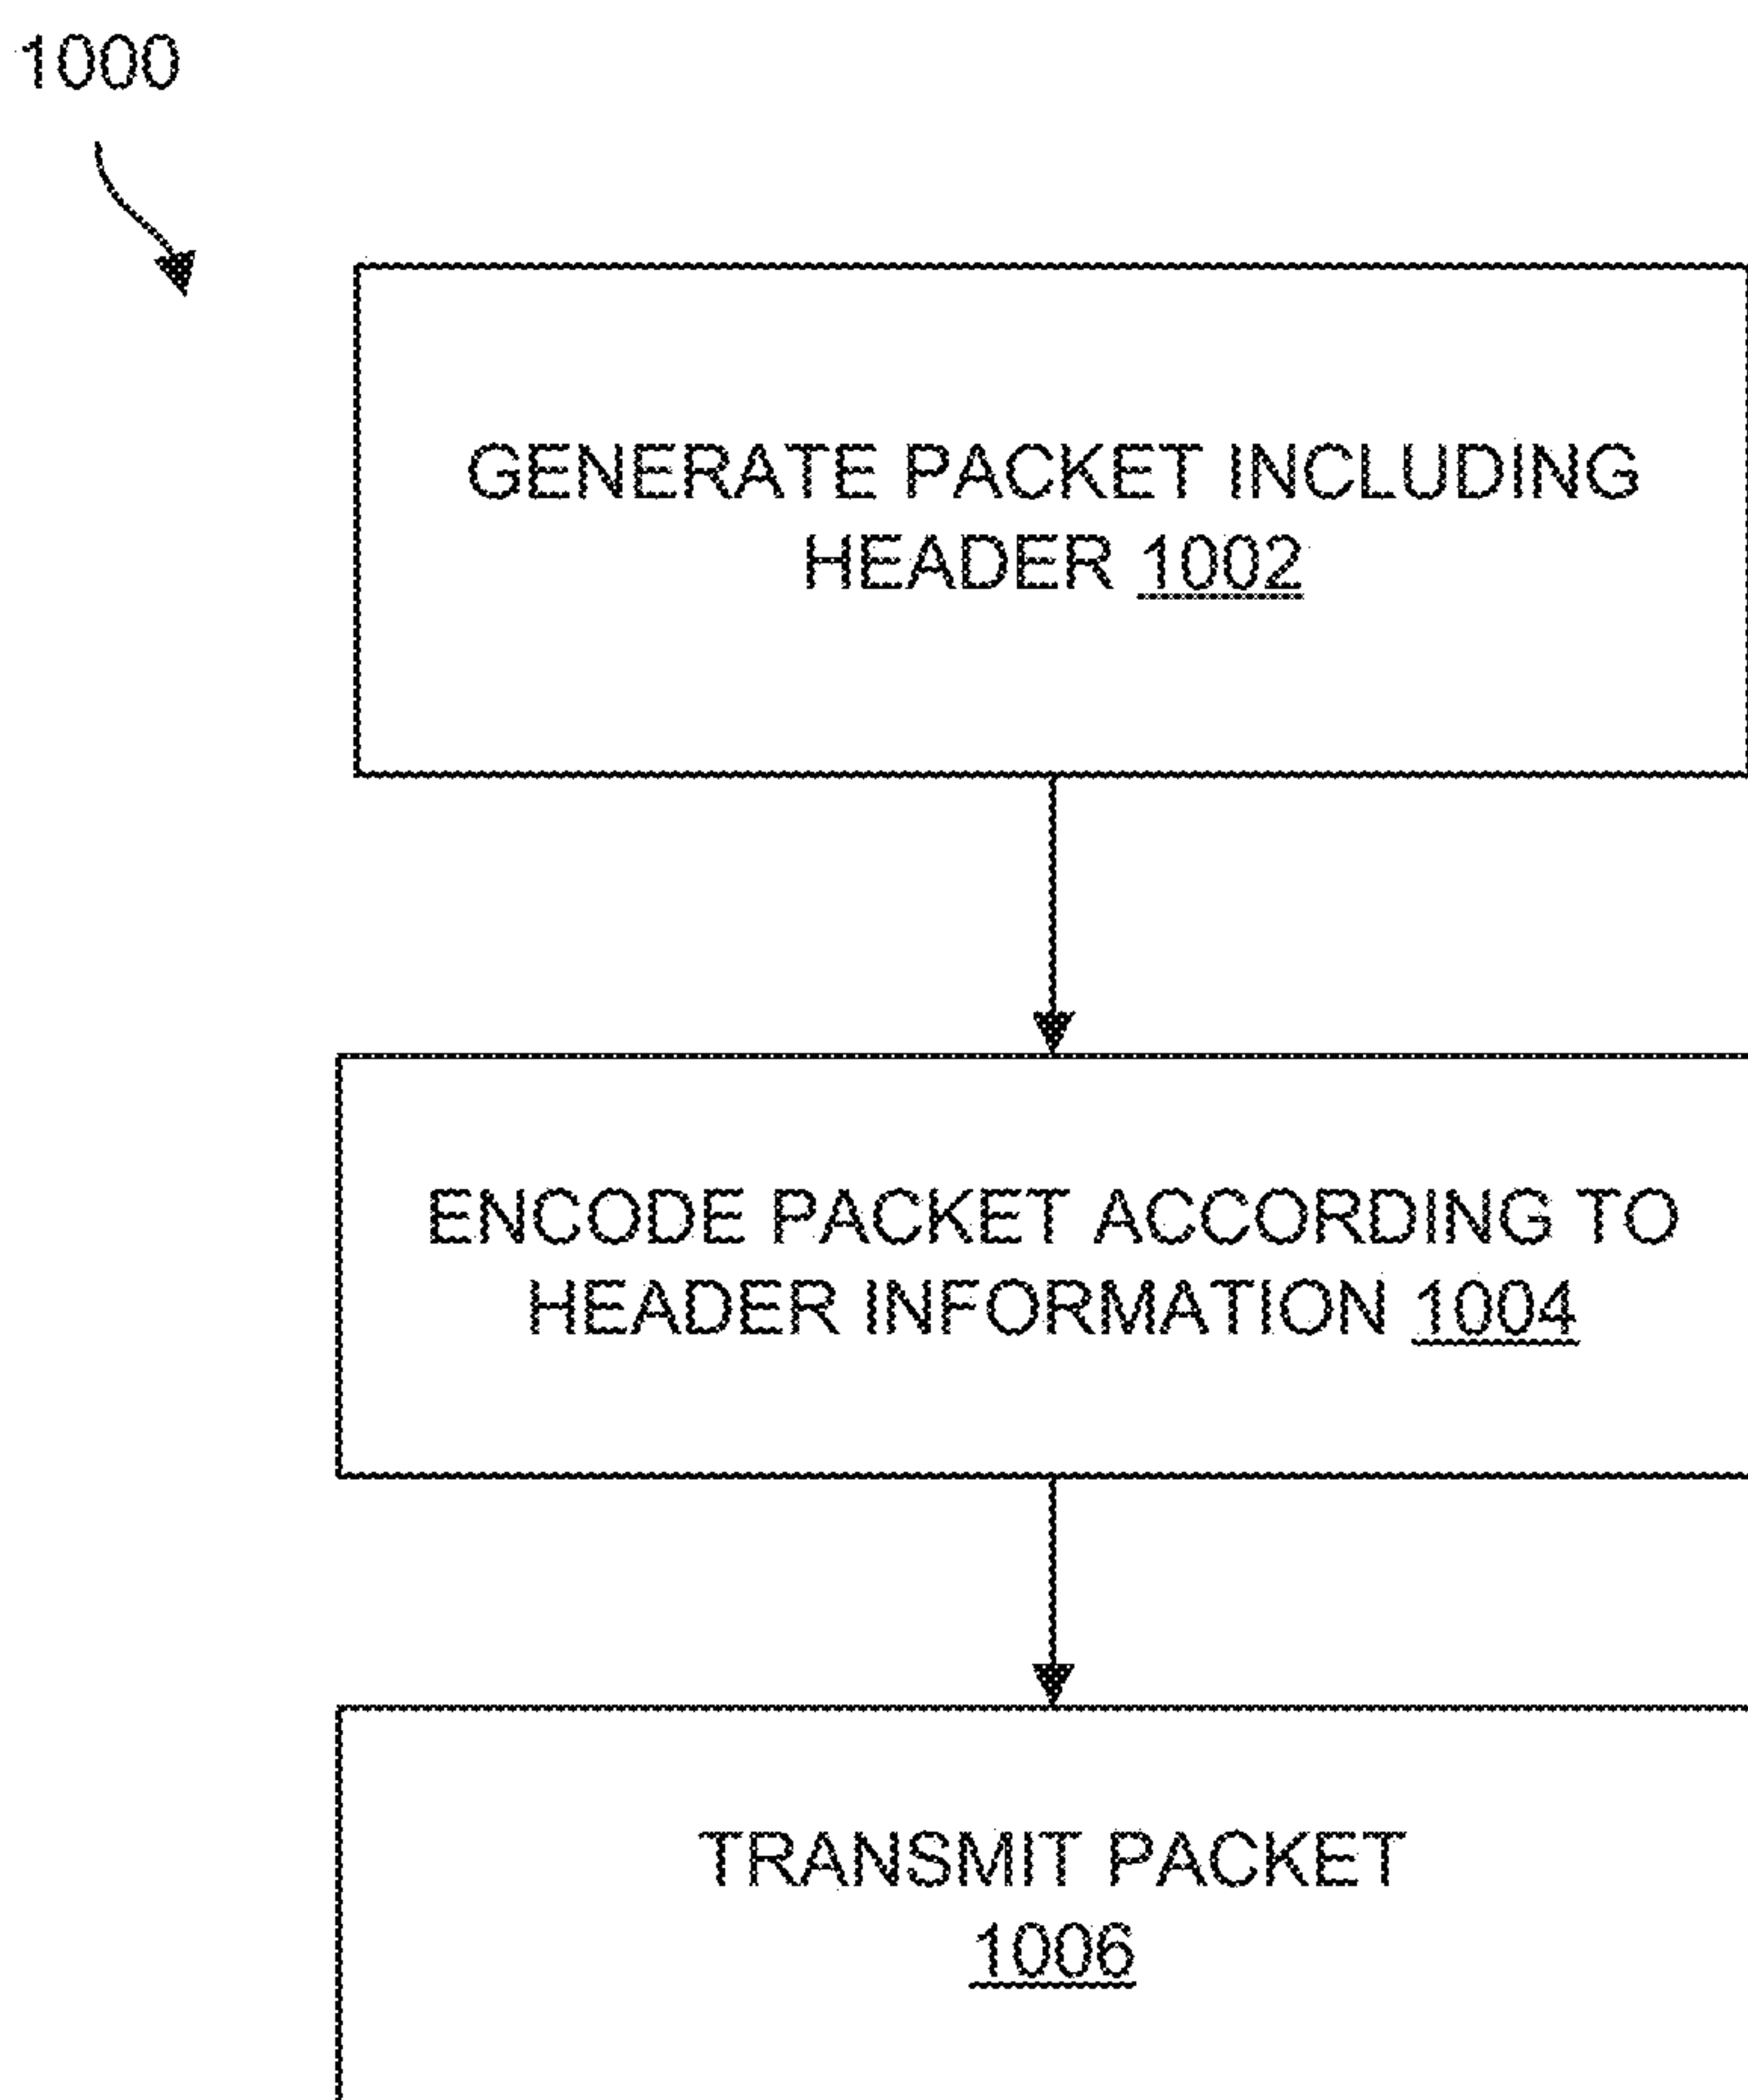 1000
GENERATE PACKET INCLUDING
HEADER 1002
ENCODE PACKET ACCORDING TO
HEADER INFORMATION 1004
TRANSMIT PACKET
1006